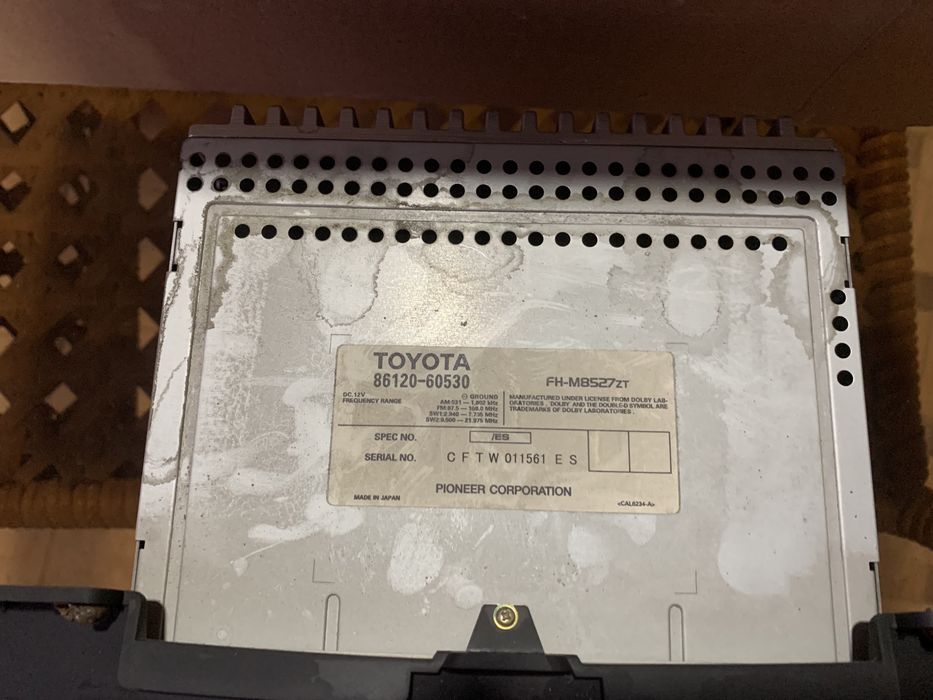 TOYOTA
86120-60530
FH-M8527ZT
DC.12V ⊖ GROUND
FREQUENCY RANGE AM:531 — 1,602 kHz
FM:87.5 — 108.0 MHz
SW1:2.940 — 7.735 MHz
SW2:9.500 — 21.975 MHz
MANUFACTURED UNDER LICENSE FROM DOLBY LAB-
ORATORIES . DOLBY AND THE DOUBLE-D SYMBOL ARE
TRADEMARKS OF DOLBY LABORATORIES .
SPEC NO. /ES
SERIAL NO. CFTW011561ES
PIONEER CORPORATION
MADE IN JAPAN <CAL6234-A>